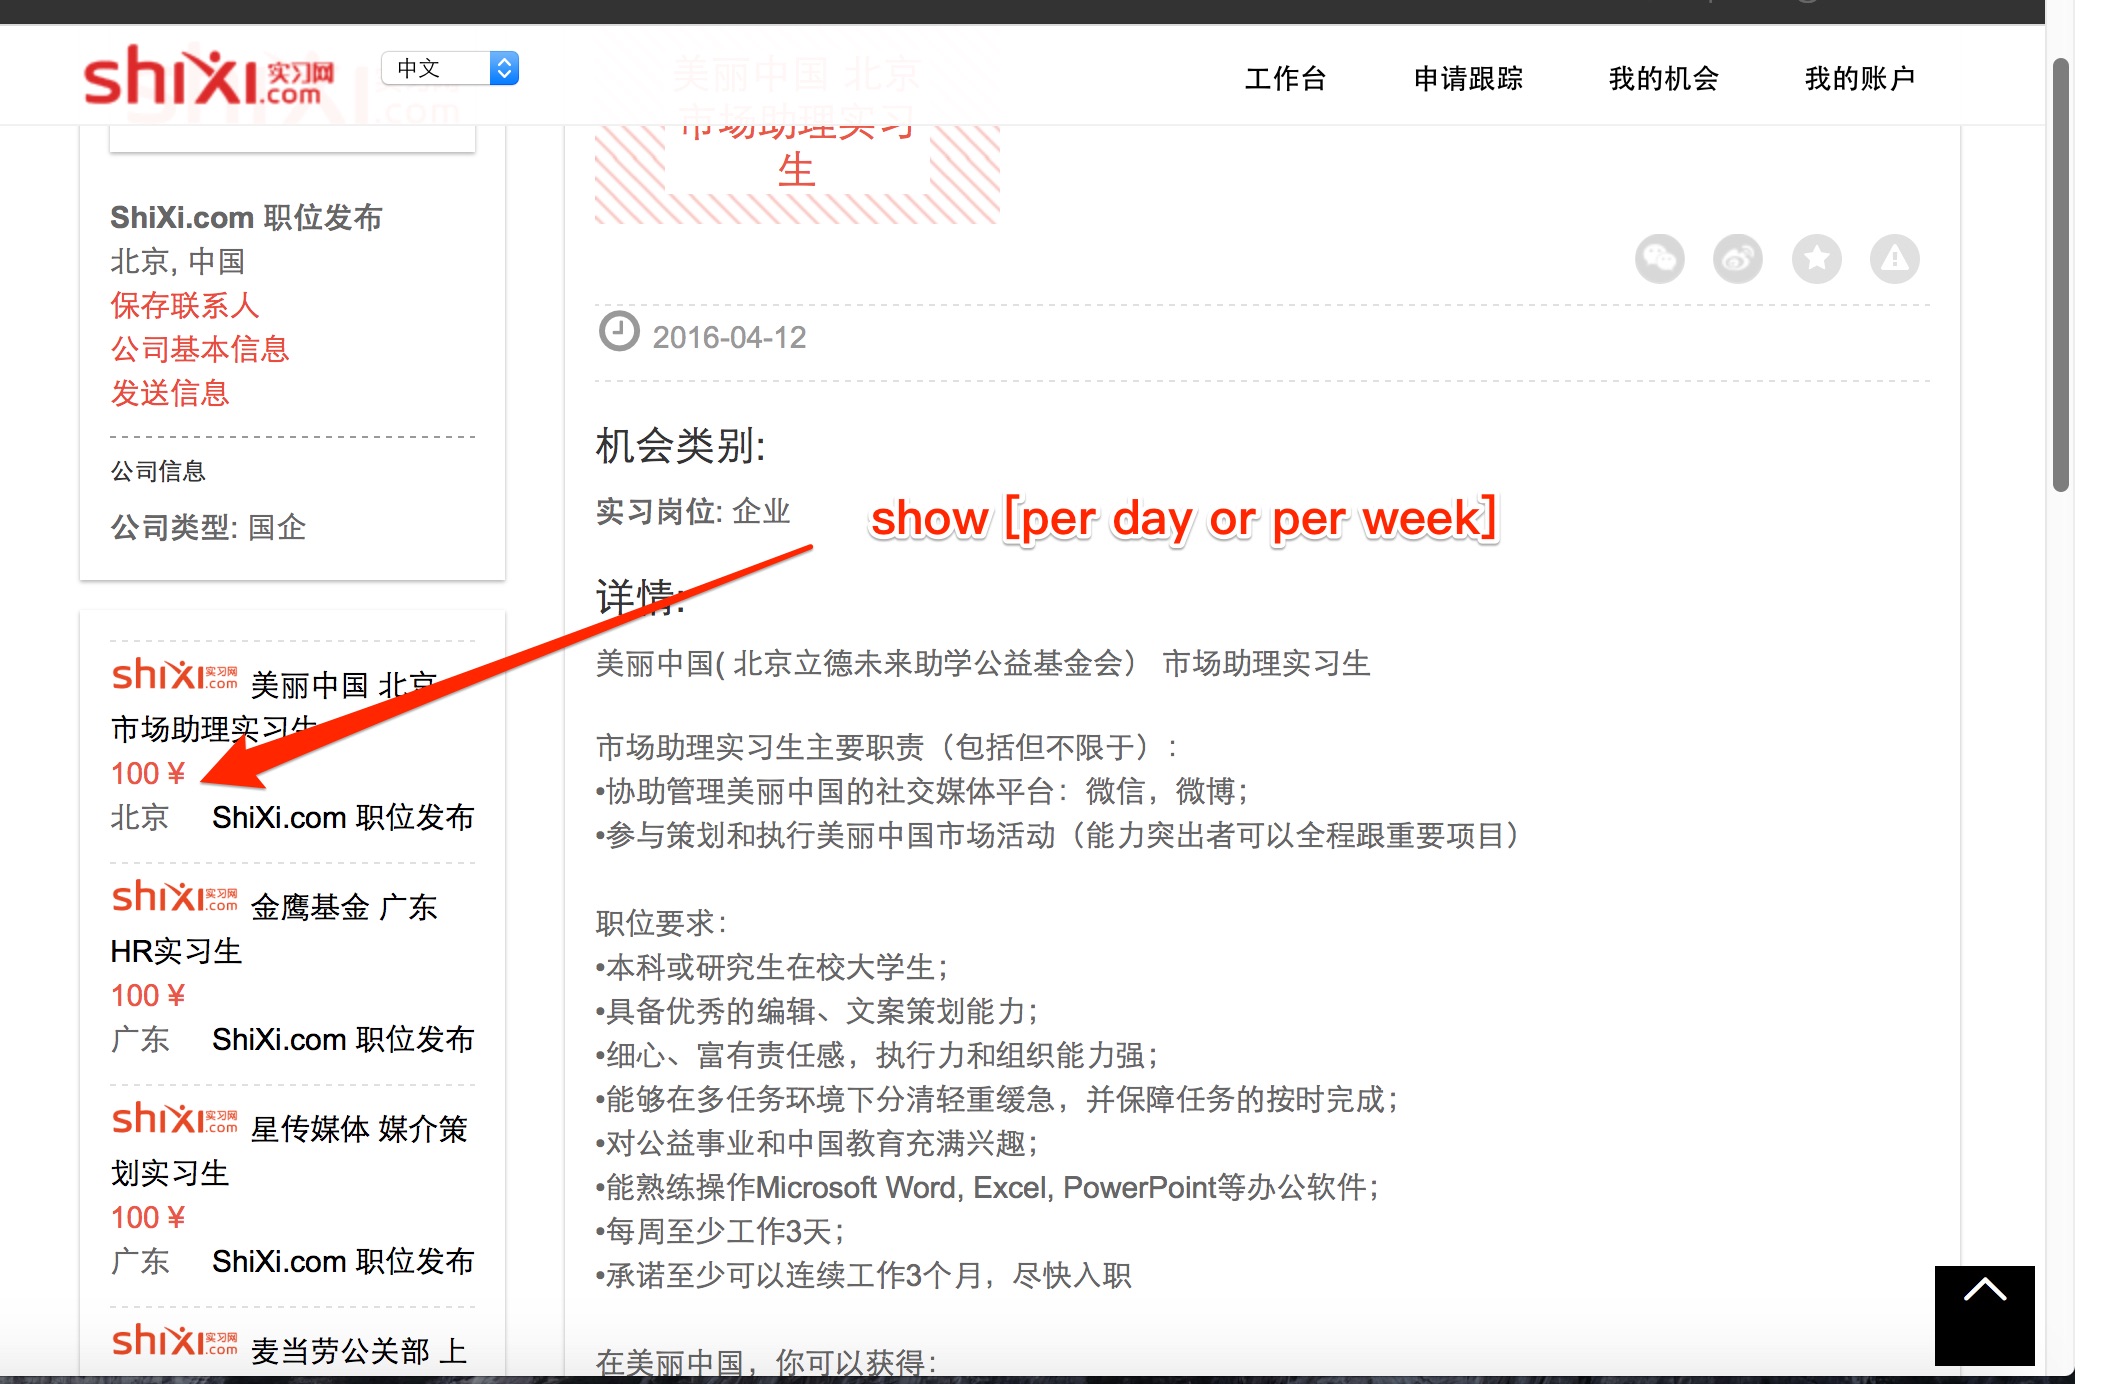 shixi 实习网 .com
中文
工作台
申请跟踪
我的机会
我的账户
美丽中国 北京
市场助理实习
生
ShiXi.com 职位发布
北京, 中国
保存联系人
公司基本信息
发送信息
公司信息
公司类型: 国企
shixi 实习网 .com 美丽中国 北京
市场助理实习生
100 ¥
北京 ShiXi.com 职位发布
shixi 实习网 .com 金鹰基金 广东
HR实习生
100 ¥
广东 ShiXi.com 职位发布
shixi 实习网 .com 星传媒体 媒介策
划实习生
100 ¥
广东 ShiXi.com 职位发布
shixi 实习网 .com 麦当劳公关部 上
2016-04-12
机会类别:
实习岗位: 企业
show [per day or per week]
详情:
美丽中国( 北京立德未来助学公益基金会） 市场助理实习生
市场助理实习生主要职责（包括但不限于）:
•协助管理美丽中国的社交媒体平台：微信，微博；
•参与策划和执行美丽中国市场活动（能力突出者可以全程跟重要项目）
职位要求：
•本科或研究生在校大学生；
•具备优秀的编辑、文案策划能力；
•细心、富有责任感，执行力和组织能力强；
•能够在多任务环境下分清轻重缓急，并保障任务的按时完成；
•对公益事业和中国教育充满兴趣；
•能熟练操作Microsoft Word, Excel, PowerPoint等办公软件；
•每周至少工作3天；
•承诺至少可以连续工作3个月，尽快入职
在美丽中国，你可以获得：